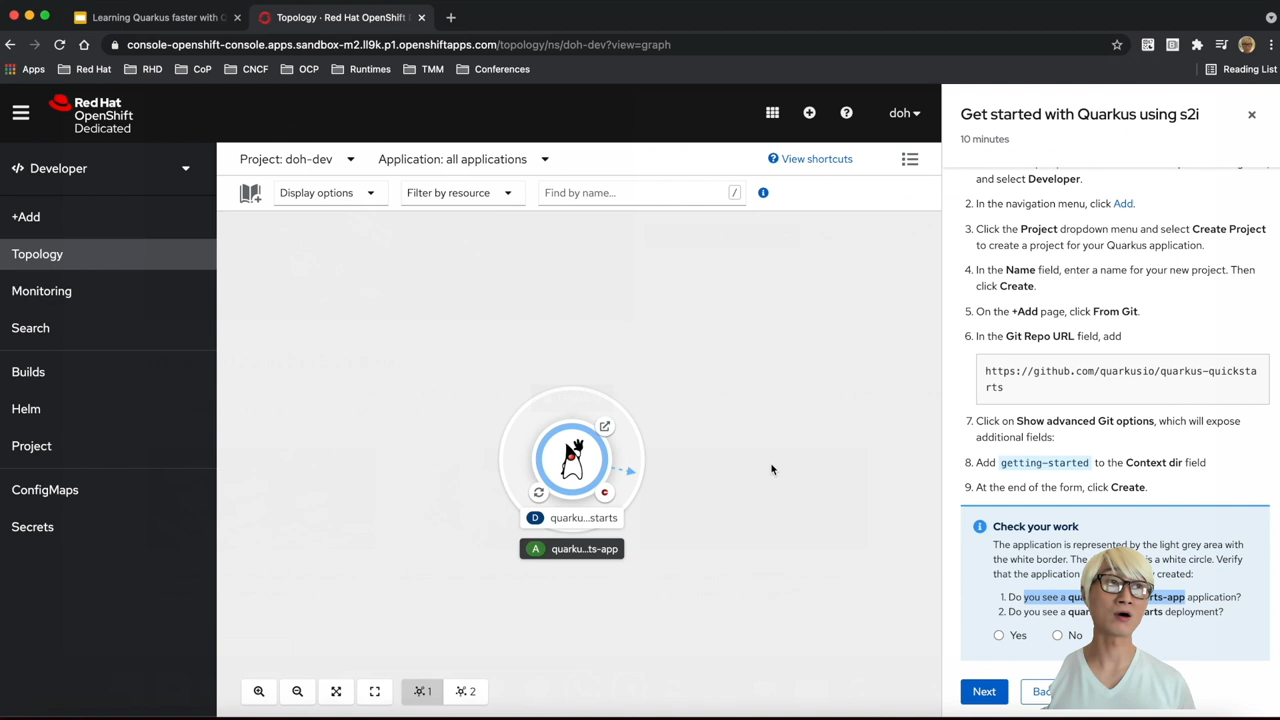 Learning Quarkus faster with Q
Topology · Red Hat OpenShift
console-openshift-console.apps.sandbox-m2.ll9k.p1.openshiftapps.com/topology/ns/doh-dev?view=graph
Apps Red Hat RHD CoP CNCF OCP Runtimes TMM Conferences Reading List
Red Hat
OpenShift
Dedicated
doh
Developer
+Add
Topology
Monitoring
Search
Builds
Helm
Project
ConfigMaps
Secrets
Project: doh-dev Application: all applications View shortcuts
Display options Filter by resource Find by name... /
D quarku...starts
A quarku...ts-app
1 2
Get started with Quarkus using s2i
10 minutes
and select Developer.
2. In the navigation menu, click Add.
3. Click the Project dropdown menu and select Create Project
to create a project for your Quarkus application.
4. In the Name field, enter a name for your new project. Then
click Create.
5. On the +Add page, click From Git.
6. In the Git Repo URL field, add
https://github.com/quarkusio/quarkus-quicksta
rts
7. Click on Show advanced Git options, which will expose
additional fields:
8. Add getting-started to the Context dir field
9. At the end of the form, click Create.
Check your work
The application is represented by the light grey area with
the white border. The is a white circle. Verify
that the application created:
1. Do you see a qua rts-app application?
2. Do you see a quar arts deployment?
Yes No
Next Bac